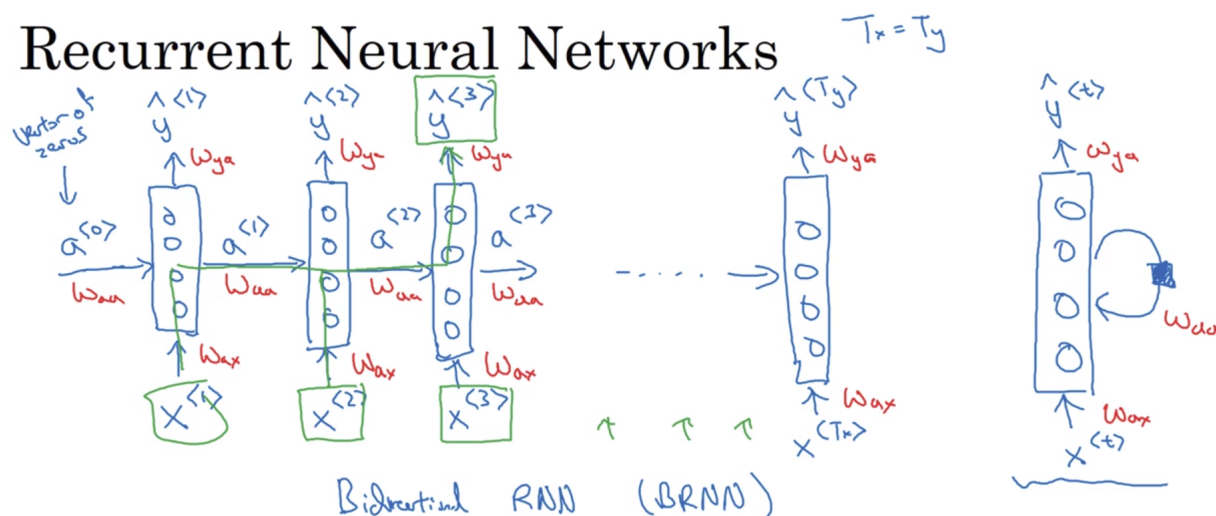 Recurrent Neural Networks
Tx = Ty
vector of zeros
ŷ<1> ŷ<2> ŷ<3> ŷ<Ty> ŷ<t>
Wya Wya Wya Wya Wya
a<0> a<1> a<2> a<3>
Waa Waa Waa Waa Waa
Wax Wax Wax Wax Wax
x<1> x<2> x<3> x<Tx> x<t>
Bidirectional RNN (BRNN)